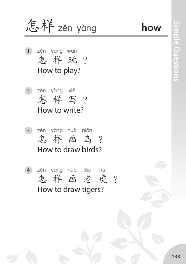 怎样 zěn yàng how
Simple Questions
1 zěn yàng wán
怎 样 玩 ?
How to play?
2 zěn yàng xiě
怎 样 写 ?
How to write?
3 zěn yàng huà niǎo
怎 样 画 鸟 ?
How to draw birds?
4 zěn yàng huà lǎo hǔ
怎 样 画 老 虎 ?
How to draw tigers?